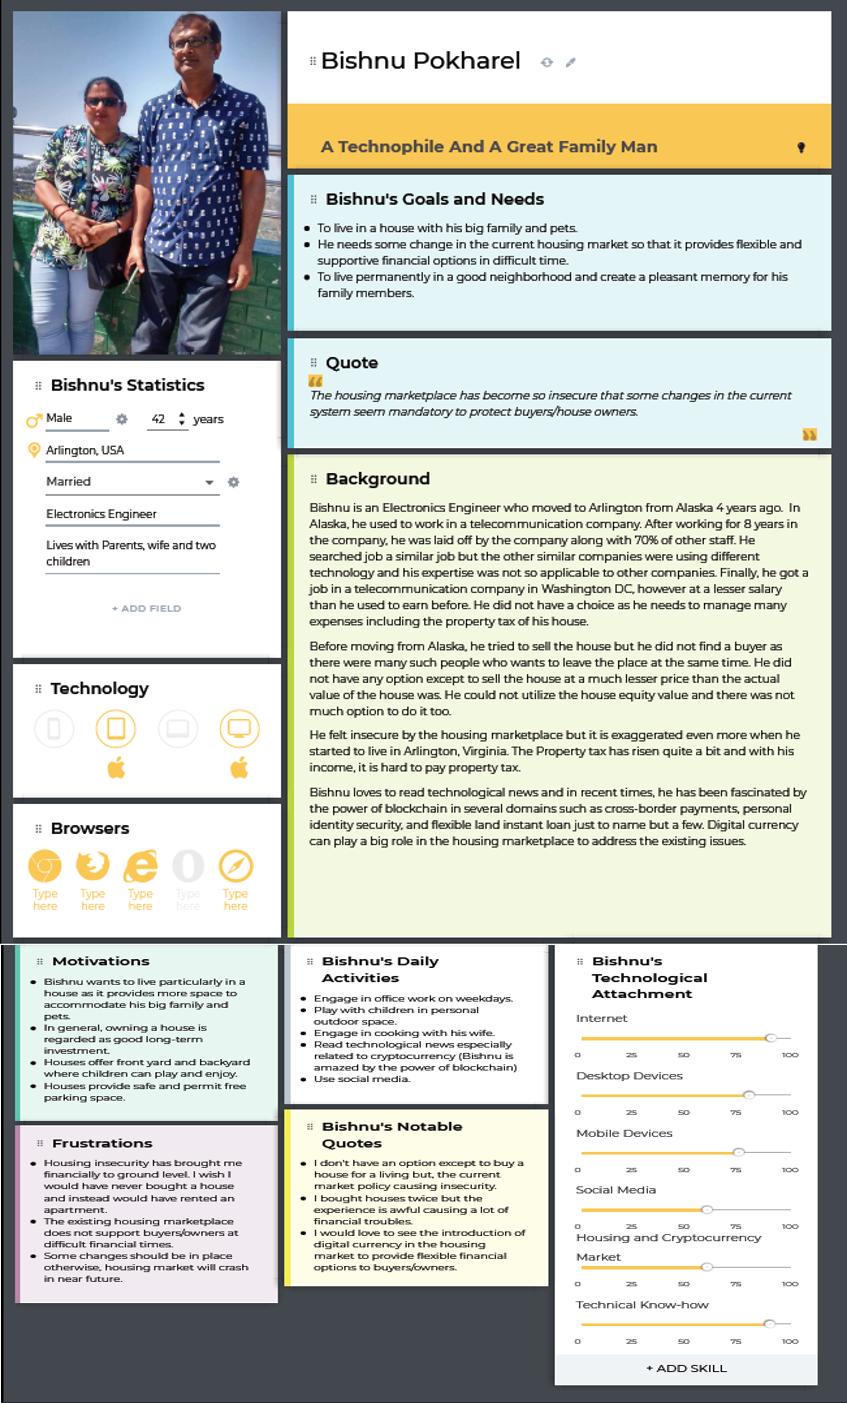 Bishnu Pokharel
A Technophile And A Great Family Man
Bishnu's Goals and Needs
To live in a house with his big family and pets.
He needs some change in the current housing market so that it provides flexible and
supportive financial options in difficult time.
To live permanently in a good neighborhood and create a pleasant memory for his
family members.
Quote
The housing marketplace has become so insecure that some changes in the current
system seem mandatory to protect buyers/house owners.
Bishnu's Statistics
Male 42 years
Arlington, USA
Married
Electronics Engineer
Lives with Parents, wife and two
children
+ ADD FIELD
Technology
Browsers
Type Type Type Type Type
here here here here here
Background
Bishnu is an Electronics Engineer who moved to Arlington from Alaska 4 years ago. In
Alaska, he used to work in a telecommunication company. After working for 8 years in
the company, he was laid off by the company along with 70% of other staff. He
searched job a similar job but the other similar companies were using different
technology and his expertise was not so applicable to other companies. Finally, he got a
job in a telecommunication company in Washington DC, however at a lesser salary
than he used to earn before. He did not have a choice as he needs to manage many
expenses including the property tax of his house.
Before moving from Alaska, he tried to sell the house but he did not find a buyer as
there were many such people who wants to leave the place at the same time. He did
not have any option except to sell the house at a much lesser price than the actual
value of the house was. He could not utilize the house equity value and there was not
much option to do it too.
He felt insecure by the housing marketplace but it is exaggerated even more when he
started to live in Arlington, Virginia. The Property tax has risen quite a bit and with his
income, it is hard to pay property tax.
Bishnu loves to read technological news and in recent times, he has been fascinated by
the power of blockchain in several domains such as cross-border payments, personal
identity security, and flexible land instant loan just to name but a few. Digital currency
can play a big role in the housing marketplace to address the existing issues.
Motivations
Bishnu wants to live particularly in a
house as it provides more space to
accommodate his big family and
pets.
In general, owning a house is
regarded as good long-term
investment.
Houses offer front yard and backyard
where children can play and enjoy.
Houses provide safe and permit free
parking space.
Frustrations
Housing insecurity has brought me
financially to ground level. I wish I
would have never bought a house
and instead would have rented an
apartment.
The existing housing marketplace
does not support buyers/owners at
difficult financial times.
Some changes should be in place
otherwise, housing market will crash
in near future.
Bishnu's Daily
Activities
Engage in office work on weekdays.
Play with children in personal
outdoor space.
Engage in cooking with his wife.
Read technological news especially
related to cryptocurrency (Bishnu is
amazed by the power of blockchain)
Use social media.
Bishnu's Notable
Quotes
I don't have an option except to buy a
house for a living but, the current
market policy causing insecurity.
I bought houses twice but the
experience is awful causing a lot of
financial troubles.
I would love to see the introduction of
digital currency in the housing
market to provide flexible financial
options to buyers/owners.
Bishnu's
Technological
Attachment
Internet
0 25 50 75 100
Desktop Devices
0 25 50 75 100
Mobile Devices
0 25 50 75 100
Social Media
0 25 50 75 100
Housing and Cryptocurrency
Market
0 25 50 75 100
Technical Know-how
0 25 50 75 100
+ ADD SKILL